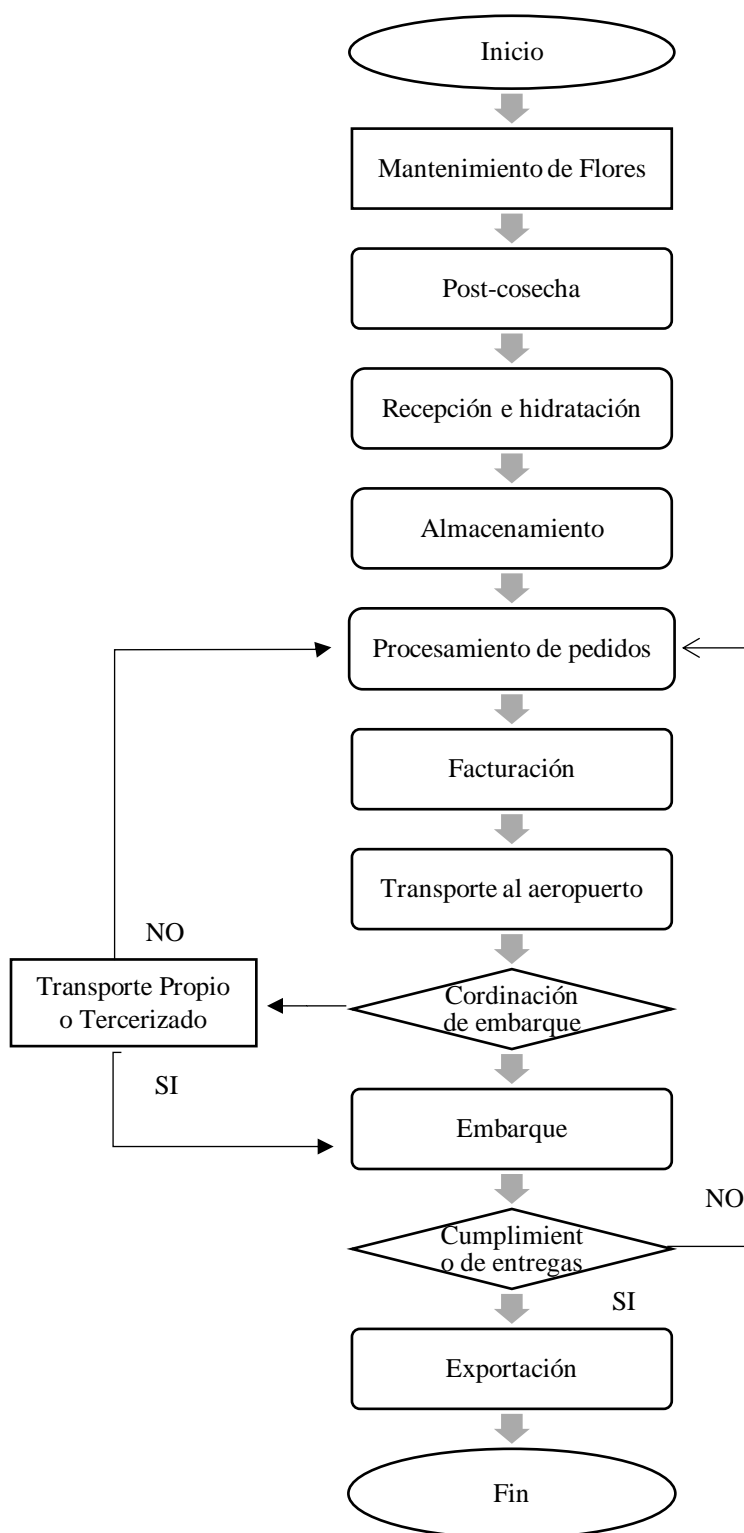 Inicio
Mantenimiento de Flores
Post-cosecha
Recepción e hidratación
Almacenamiento
Procesamiento de pedidos
Facturación
Transporte al aeropuerto
NO
Transporte Propio
o Tercerizado
Cordinación
de embarque
SI
Embarque
NO
Cumplimient
o de entregas
SI
Exportación
Fin